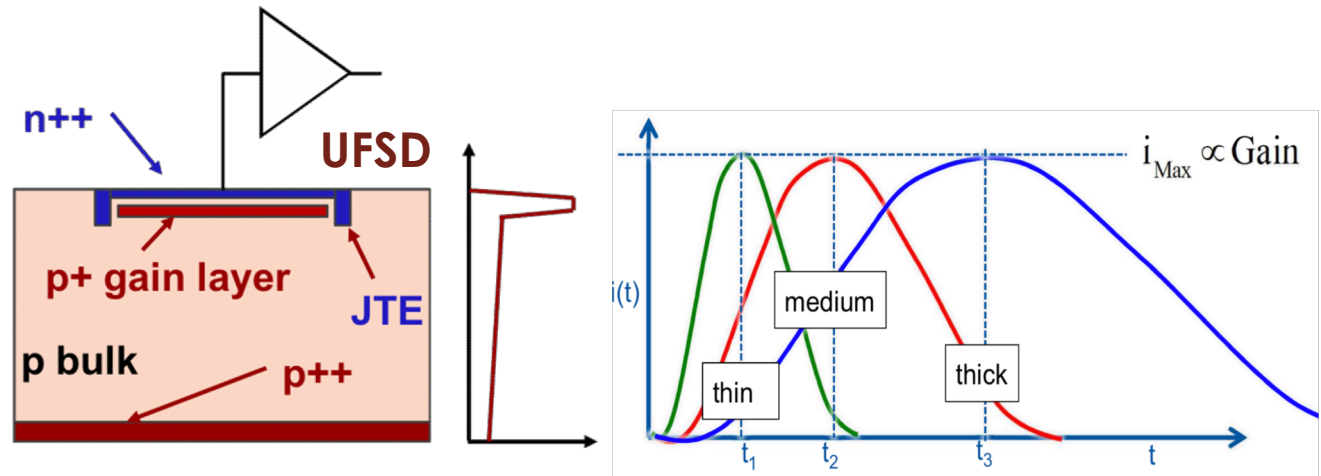 n++
UFSD
p+ gain layer
JTE
p bulk
p++
i_Max ∝ Gain
i(t)
medium
thin
thick
t₁
t₂
t₃
t